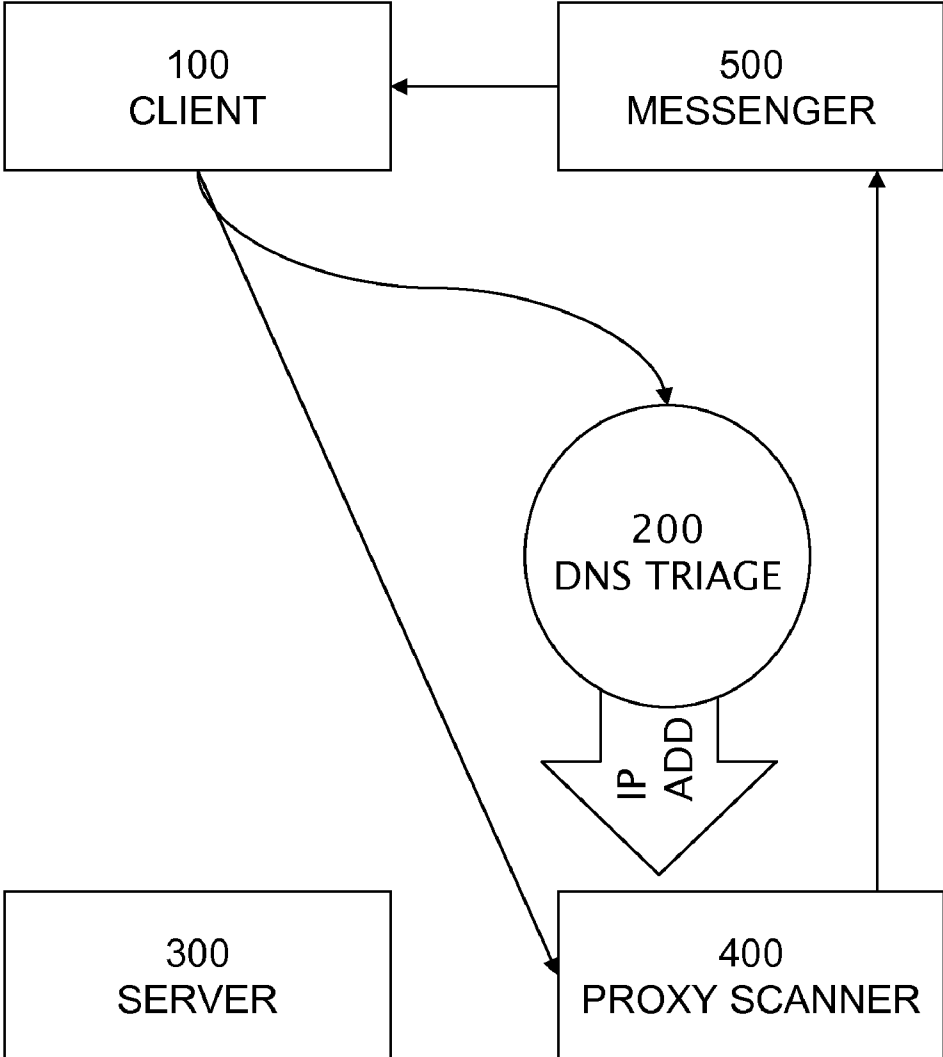 100
CLIENT
500
MESSENGER
200
DNS TRIAGE
IP
ADD
300
SERVER
400
PROXY SCANNER